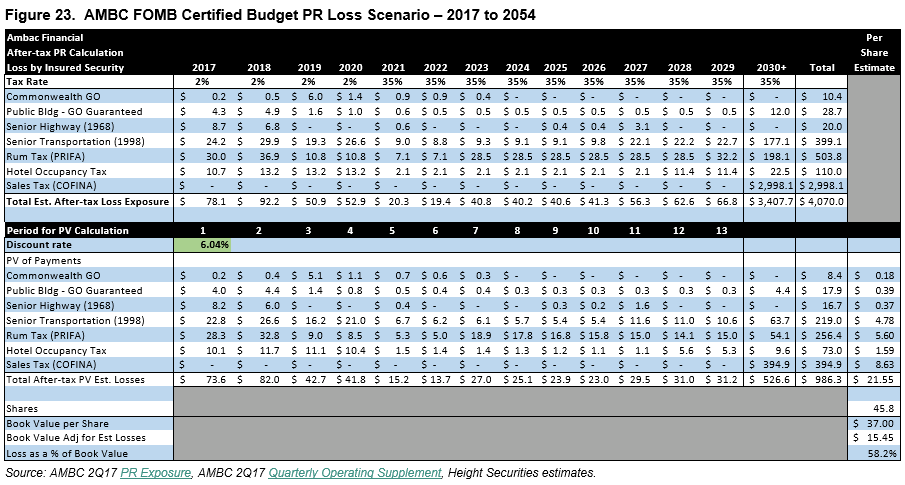 Figure 23. AMBC FOMB Certified Budget PR Loss Scenario – 2017 to 2054
Ambac Financial Per
After-tax PR Calculation Share
Loss by Insured Security 2017 2018 2019 2020 2021 2022 2023 2024 2025 2026 2027 2028 2029 2030+ Total Estimate
Tax Rate 2% 2% 2% 2% 35% 35% 35% 35% 35% 35% 35% 35% 35% 35%
Commonwealth GO $ 0.2 $ 0.5 $ 6.0 $ 1.4 $ 0.9 $ 0.9 $ 0.4 $ - $ - $ - $ - $ - $ - $ - $ 10.4
Public Bldg - GO Guaranteed $ 4.3 $ 4.9 $ 1.6 $ 1.0 $ 0.6 $ 0.5 $ 0.5 $ 0.5 $ 0.5 $ 0.5 $ 0.5 $ 0.5 $ 0.5 $ 12.0 $ 28.7
Senior Highway (1968) $ 8.7 $ 6.8 $ - $ - $ 0.6 $ - $ - $ - $ 0.4 $ 0.4 $ 3.1 $ - $ - $ - $ 20.0
Senior Transportation (1998) $ 24.2 $ 29.9 $ 19.3 $ 26.6 $ 9.0 $ 8.8 $ 9.3 $ 9.1 $ 9.1 $ 9.8 $ 22.1 $ 22.2 $ 22.7 $ 177.1 $ 399.1
Rum Tax (PRIFA) $ 30.0 $ 36.9 $ 10.8 $ 10.8 $ 7.1 $ 7.1 $ 28.5 $ 28.5 $ 28.5 $ 28.5 $ 28.5 $ 28.5 $ 32.2 $ 198.1 $ 503.8
Hotel Occupancy Tax $ 10.7 $ 13.2 $ 13.2 $ 13.2 $ 2.1 $ 2.1 $ 2.1 $ 2.1 $ 2.1 $ 2.1 $ 2.1 $ 11.4 $ 11.4 $ 22.5 $ 110.0
Sales Tax (COFINA) $ - $ - $ - $ - $ - $ - $ - $ - $ - $ - $ - $ - $ - $ 2,998.1 $ 2,998.1
Total Est. After-tax Loss Exposure $ 78.1 $ 92.2 $ 50.9 $ 52.9 $ 20.3 $ 19.4 $ 40.8 $ 40.2 $ 40.6 $ 41.3 $ 56.3 $ 62.6 $ 66.8 $ 3,407.7 $ 4,070.0
Period for PV Calculation 1 2 3 4 5 6 7 8 9 10 11 12 13
Discount rate 6.04%
PV of Payments
Commonwealth GO $ 0.2 $ 0.4 $ 5.1 $ 1.1 $ 0.7 $ 0.6 $ 0.3 $ - $ - $ - $ - $ - $ - $ - $ 8.4 $ 0.18
Public Bldg - GO Guaranteed $ 4.0 $ 4.4 $ 1.4 $ 0.8 $ 0.5 $ 0.4 $ 0.4 $ 0.3 $ 0.3 $ 0.3 $ 0.3 $ 0.3 $ 0.3 $ 4.4 $ 17.9 $ 0.39
Senior Highway (1968) $ 8.2 $ 6.0 $ - $ - $ 0.4 $ - $ - $ - $ 0.3 $ 0.2 $ 1.6 $ - $ - $ - $ 16.7 $ 0.37
Senior Transportation (1998) $ 22.8 $ 26.6 $ 16.2 $ 21.0 $ 6.7 $ 6.2 $ 6.1 $ 5.7 $ 5.4 $ 5.4 $ 11.6 $ 11.0 $ 10.6 $ 63.7 $ 219.0 $ 4.78
Rum Tax (PRIFA) $ 28.3 $ 32.8 $ 9.0 $ 8.5 $ 5.3 $ 5.0 $ 18.9 $ 17.8 $ 16.8 $ 15.8 $ 15.0 $ 14.1 $ 15.0 $ 54.1 $ 256.4 $ 5.60
Hotel Occupancy Tax $ 10.1 $ 11.7 $ 11.1 $ 10.4 $ 1.5 $ 1.4 $ 1.4 $ 1.3 $ 1.2 $ 1.1 $ 1.1 $ 5.6 $ 5.3 $ 9.6 $ 73.0 $ 1.59
Sales Tax (COFINA) $ - $ - $ - $ - $ - $ - $ - $ - $ - $ - $ - $ - $ - $ 394.9 $ 394.9 $ 8.63
Total After-tax PV Est. Losses $ 73.6 $ 82.0 $ 42.7 $ 41.8 $ 15.2 $ 13.7 $ 27.0 $ 25.1 $ 23.9 $ 23.0 $ 29.5 $ 31.0 $ 31.2 $ 526.6 $ 986.3 $ 21.55
Shares 45.8
Book Value per Share $ 37.00
Book Value Adj for Est Losses $ 15.45
Loss as a % of Book Value 58.2%
Source: AMBC 2Q17 PR Exposure, AMBC 2Q17 Quarterly Operating Supplement, Height Securities estimates.